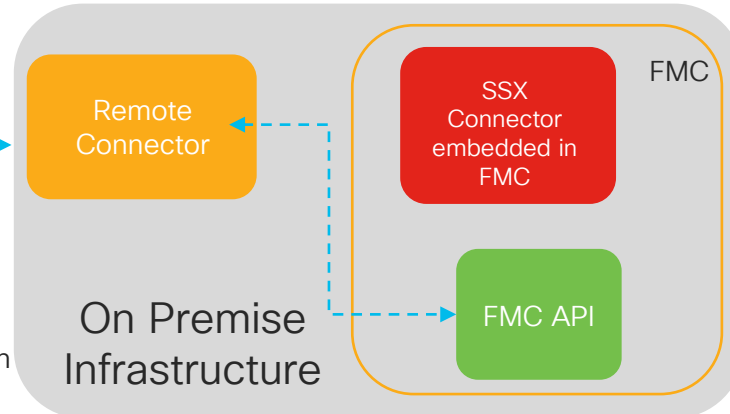 FMC
Remote
Connector
SSX
Connector
embedded in
FMC
FMC API
On Premise
Infrastructure